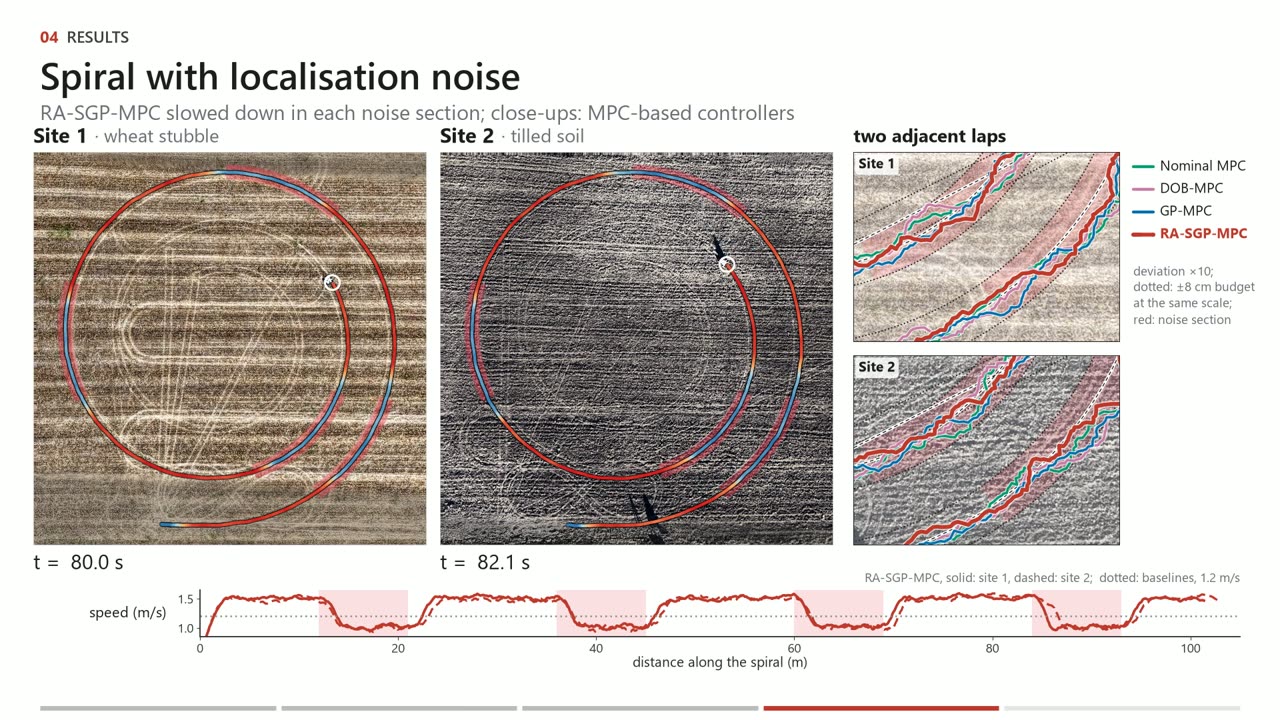 04 RESULTS
Spiral with localisation noise
RA-SGP-MPC slowed down in each noise section; close-ups: MPC-based controllers
Site 1 · wheat stubble
Site 2 · tilled soil
two adjacent laps
Site 1
Nominal MPC
DOB-MPC
GP-MPC
RA-SGP-MPC
deviation ×10;
dotted: ±8 cm budget
at the same scale;
red: noise section
Site 2
t = 80.0 s
t = 82.1 s
RA-SGP-MPC, solid: site 1, dashed: site 2; dotted: baselines, 1.2 m/s
speed (m/s)
1.5
1.0
0 20 40 60 80 100
distance along the spiral (m)